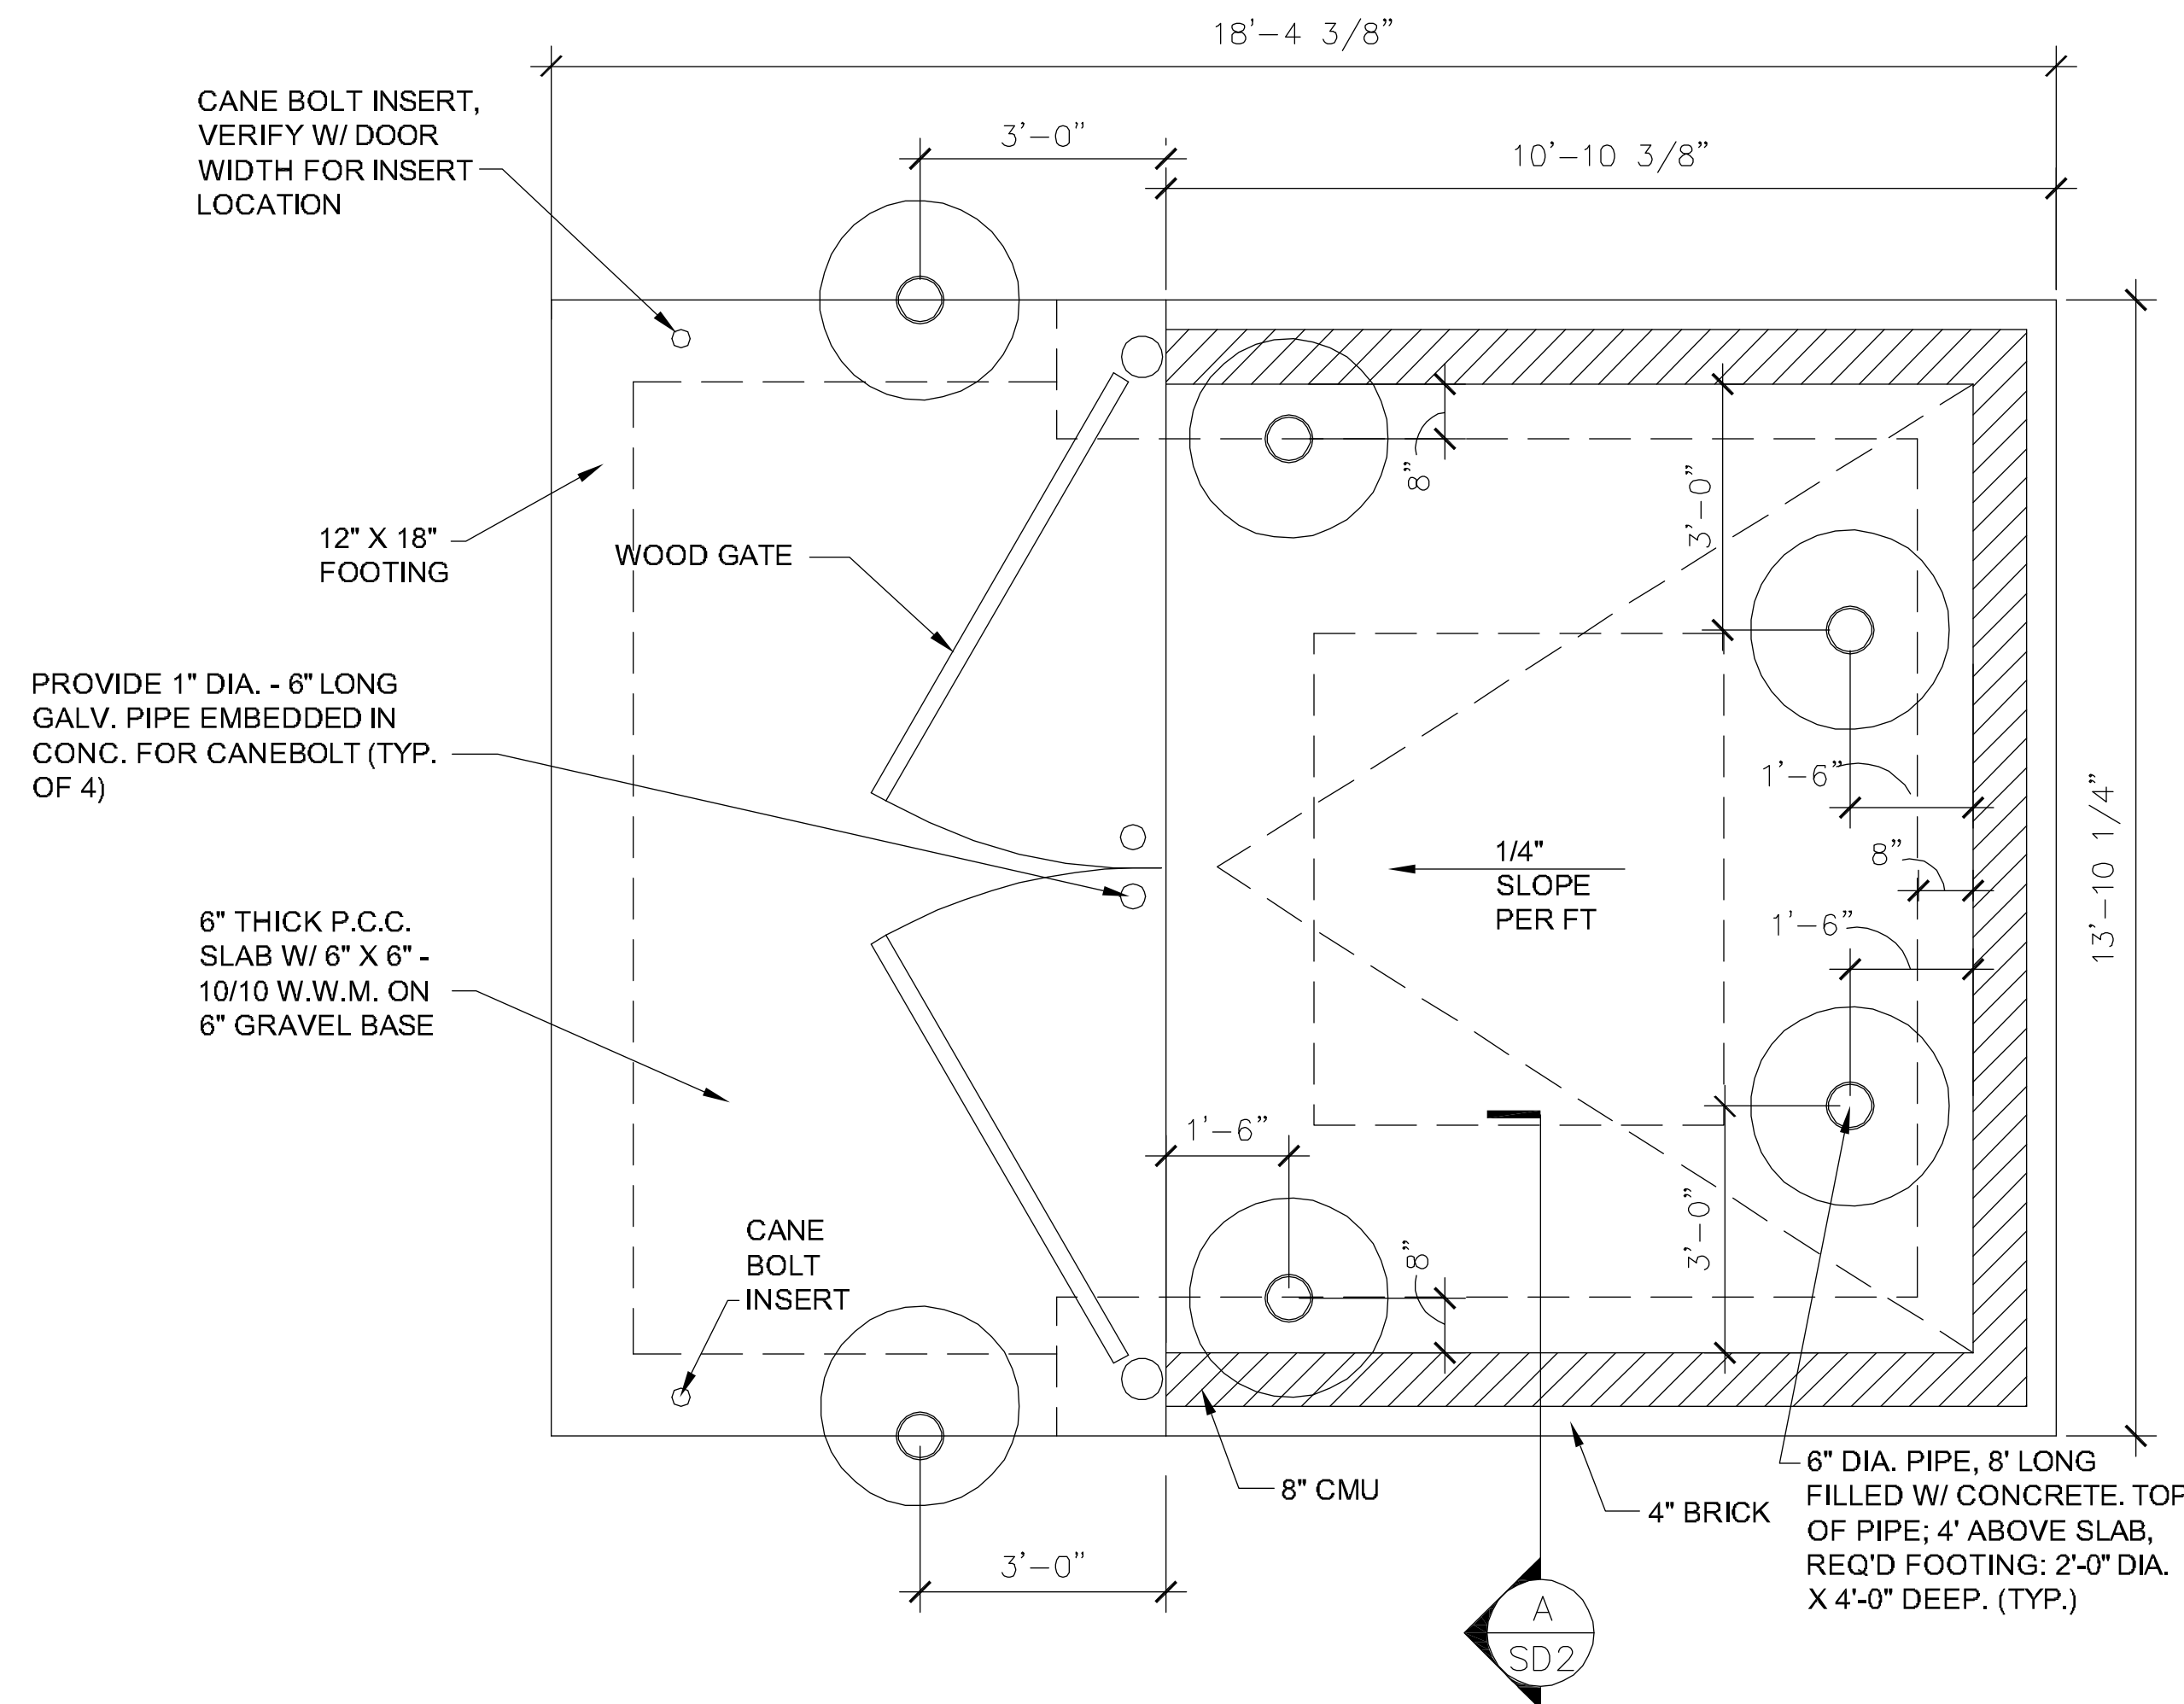 18'-4 3/8"
CANE BOLT INSERT,
VERIFY W/ DOOR
WIDTH FOR INSERT
LOCATION
3'-0"
10'-10 3/8"
8"
3'-0"
12" X 18"
FOOTING
WOOD GATE
PROVIDE 1" DIA. - 6" LONG
GALV. PIPE EMBEDDED IN
CONC. FOR CANEBOLT (TYP.
OF 4)
1'-6"
13'-10 1/4"
1/4"
SLOPE
PER FT
8"
1'-6"
6" THICK P.C.C.
SLAB W/ 6" X 6" -
10/10 W.W.M. ON
6" GRAVEL BASE
1'-6"
3'-0"
8"
CANE
BOLT
INSERT
8" CMU
4" BRICK
6" DIA. PIPE, 8' LONG
FILLED W/ CONCRETE. TOP
OF PIPE; 4' ABOVE SLAB,
REQ'D FOOTING: 2'-0" DIA.
X 4'-0" DEEP. (TYP.)
3'-0"
A
SD2